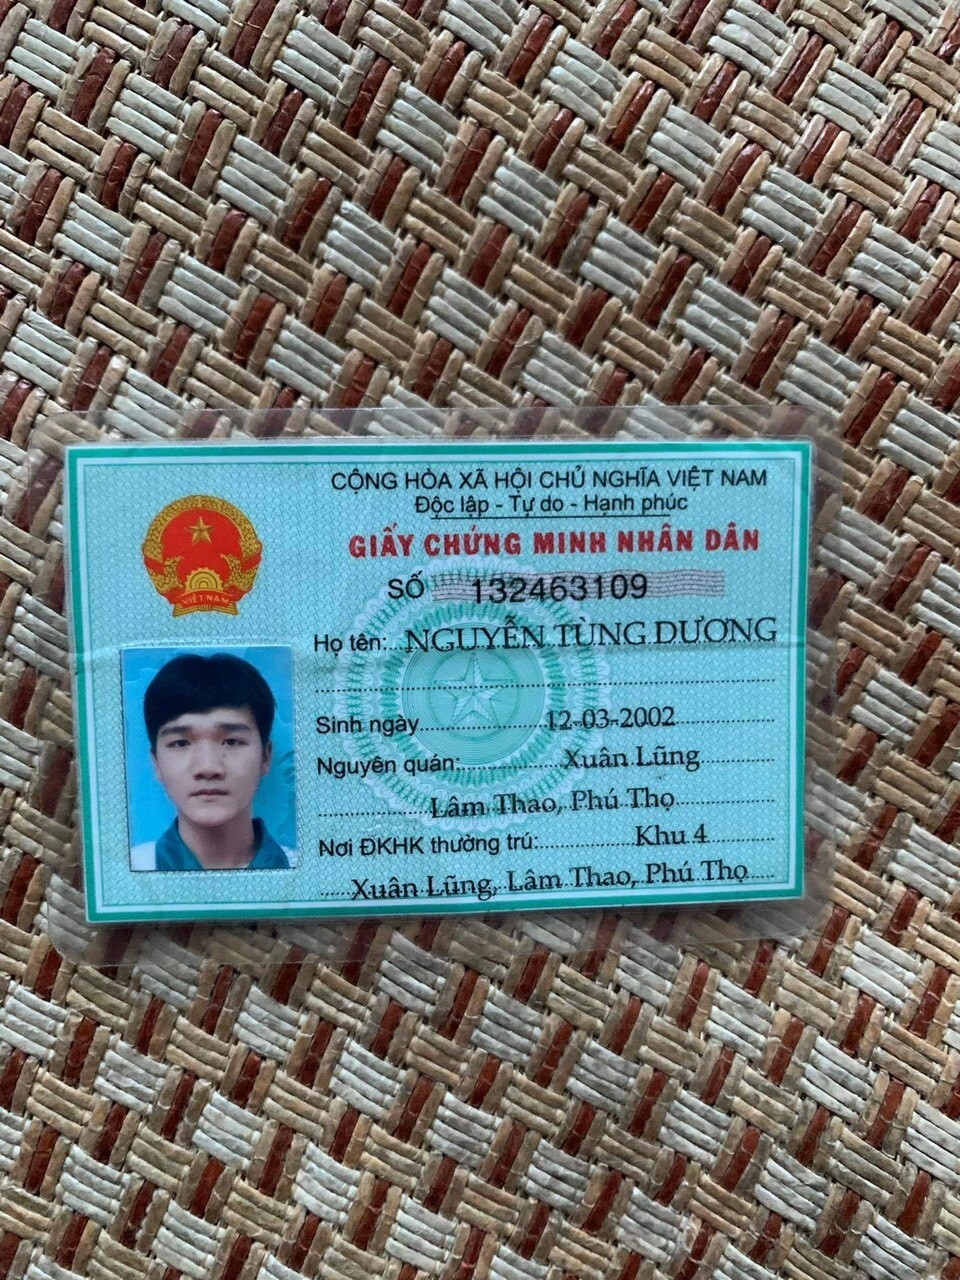 CỘNG HÒA XÃ HỘI CHỦ NGHĨA VIỆT NAM
Độc lập - Tự do - Hạnh phúc
GIẤY CHỨNG MINH NHÂN DÂN
SỐ 132463109
VIỆT NAM
Họ tên: NGUYỄN TÙNG DƯƠNG
Sinh ngày 12-03-2002
Nguyên quán: Xuân Lũng
Lâm Thao, Phú Thọ
Nơi ĐKHK thường trú: Khu 4
Xuân Lũng, Lâm Thao, Phú Thọ